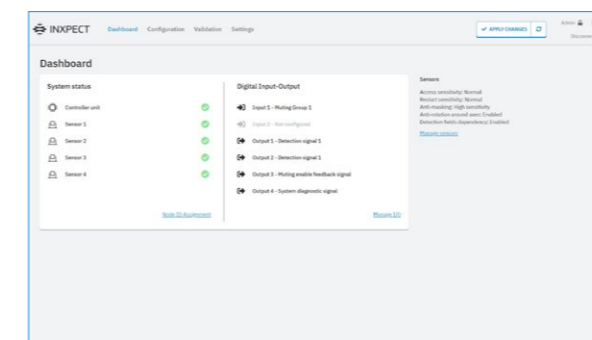 INXPECT
Dashboard Configuration Validation Settings
APPLY CHANGES
Admin
Dashboard
System status
Controller unit
Sensor 1
Sensor 2
Sensor 3
Sensor 4
Node ID Assignment
Digital Input-Output
Input 1 - Muting Group 1
Input 2 - Not configured
Output 1 - Detection signal 1
Output 2 - Detection signal 1
Output 3 - Muting enable feedback signal
Output 4 - System diagnostic signal
Manage I/O
Sensors
Access sensitivity: Normal
Restart sensitivity: Normal
Anti-masking: High sensitivity
Anti-rotation around axes: Enabled
Detection fields dependency: Enabled
Manage sensors